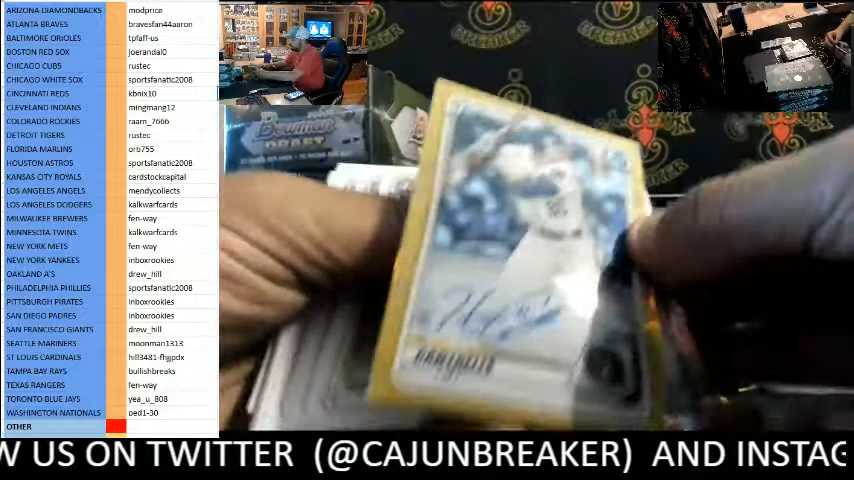 ARIZONA DIAMONDBACKS modprice
ATLANTA BRAVES bravesfan44aaron
BALTIMORE ORIOLES tpfaff-us
BOSTON RED SOX joerandal0
CHICAGO CUBS rustec
CHICAGO WHITE SOX sportsfanatic2008
CINCINNATI REDS kbnix10
CLEVELAND INDIANS mingmang12
COLORADO ROCKIES raam_7666
DETROIT TIGERS rustec
FLORIDA MARLINS orb755
HOUSTON ASTROS sportsfanatic2008
KANSAS CITY ROYALS cardstockcapital
LOS ANGELES ANGELS mendycollects
LOS ANGELES DODGERS kalkwarfcards
MILWAUKEE BREWERS fen-way
MINNESOTA TWINS kalkwarfcards
NEW YORK METS fen-way
NEW YORK YANKEES inboxrookies
OAKLAND A'S drew_hill
PHILADELPHIA PHILLIES sportsfanatic2008
PITTSBURGH PIRATES inboxrookies
SAN DIEGO PADRES inboxrookies
SAN FRANCISCO GIANTS drew_hill
SEATTLE MARINERS moonman1313
ST LOUIS CARDINALS hill3481-fhjjpdx
TAMPA BAY RAYS bullishbreaks
TEXAS RANGERS fen-way
TORONTO BLUE JAYS yea_u_808
WASHINGTON NATIONALS ped1-30
OTHER
Bowman
DRAFT
BREAKER
W US ON TWITTER (@CAJUNBREAKER) AND INSTAG